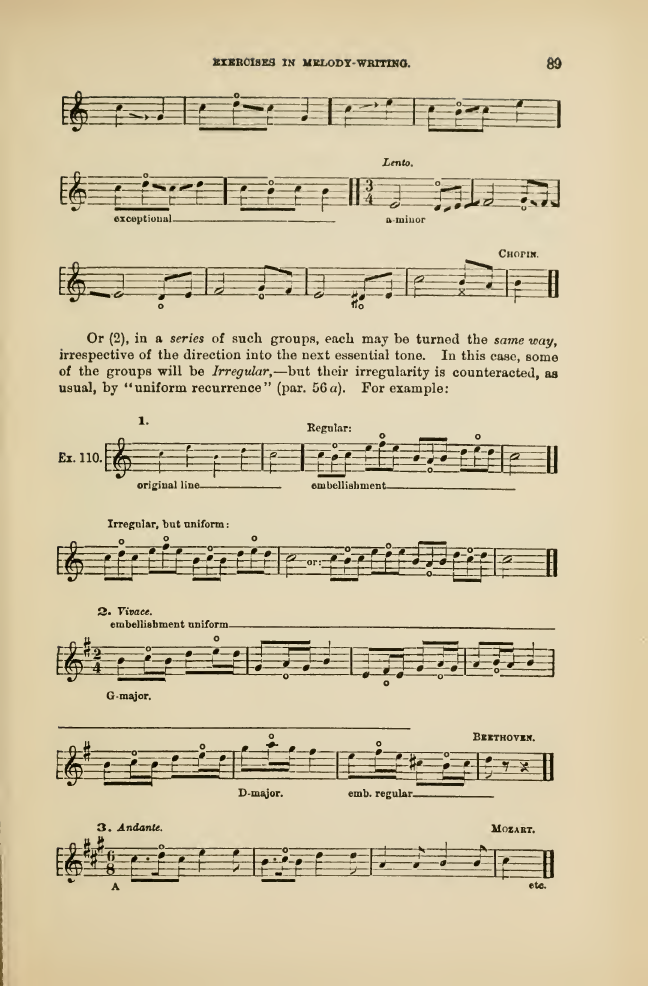 EXERCISES IN MELODY-WRITING. 89
Lento.
3
4
exceptional a-minor
CHOPIN.
Or (2), in a series of such groups, each may be turned the same way,
irrespective of the direction into the next essential tone. In this case, some
of the groups will be Irregular,—but their irregularity is counteracted, as
usual, by “uniform recurrence” (par. 56 a). For example:
1.
Regular:
Ex. 110.
original line embellishment
Irregular, but uniform:
or:
2. Vivace.
embellishment uniform
2
4
G-major.
BEETHOVEN.
D-major. emb. regular
3. Andante. MOZART.
6
8
A etc.